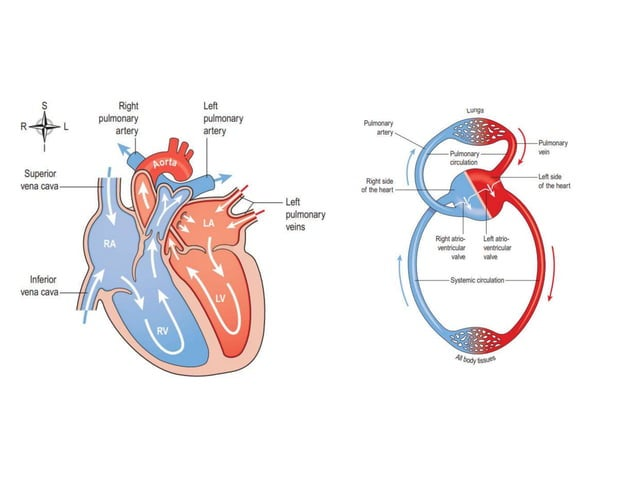 S
R
L
I
Right
pulmonary
artery
Left
pulmonary
artery
Aorta
Superior
vena cava
Left
pulmonary
veins
LA
RA
Inferior
vena cava
LV
RV
Lungs
Pulmonary
artery
Pulmonary
vein
Pulmonary
circulation
Right side
of the heart
Left side
of the heart
Right atrio-
ventricular
valve
Left atrio-
ventricular
valve
Systemic circulation
All body tissues